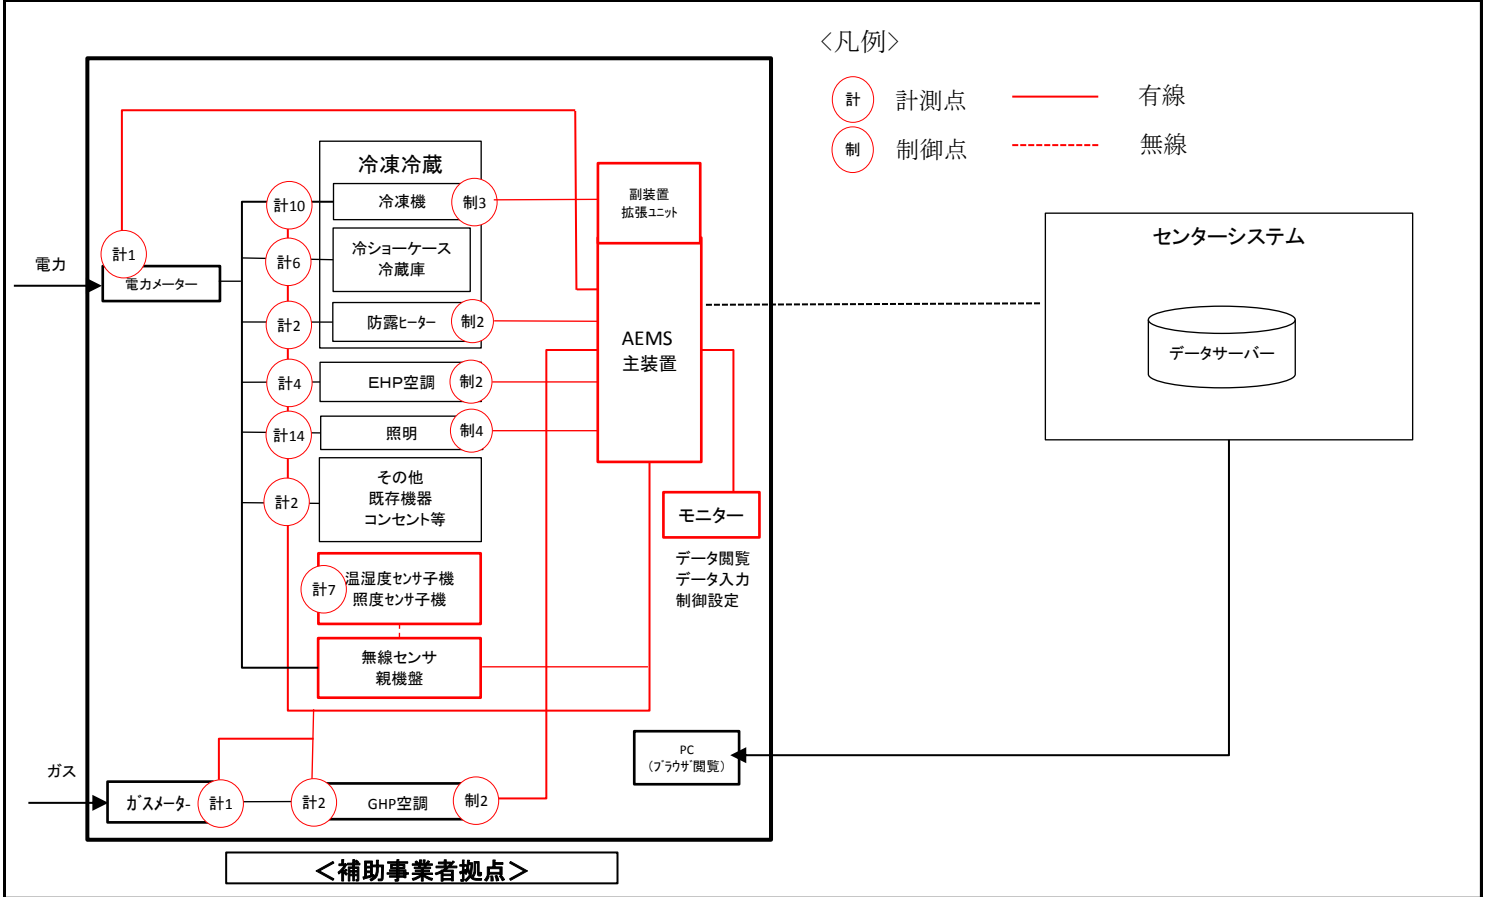 <凡例>
計 計測点 有線
制 制御点 無線
冷凍冷蔵
計10 冷凍機 制3
副装置
拡張ユニット
計1
電力
電力メーター
計6
冷ショーケース
冷蔵庫
計2 防露ヒーター 制2
計4 EHP空調 制2
計14 照明 制4
計2
その他
既存機器
コンセント等
AEMS
主装置
センターシステム
データサーバー
モニター
データ閲覧
データ入力
制御設定
計7
温湿度センサ子機
照度センサ子機
無線センサ
親機盤
PC
(ブラウザ閲覧)
ガス
ガスメーター 計1 計2 GHP空調 制2
<補助事業者拠点>